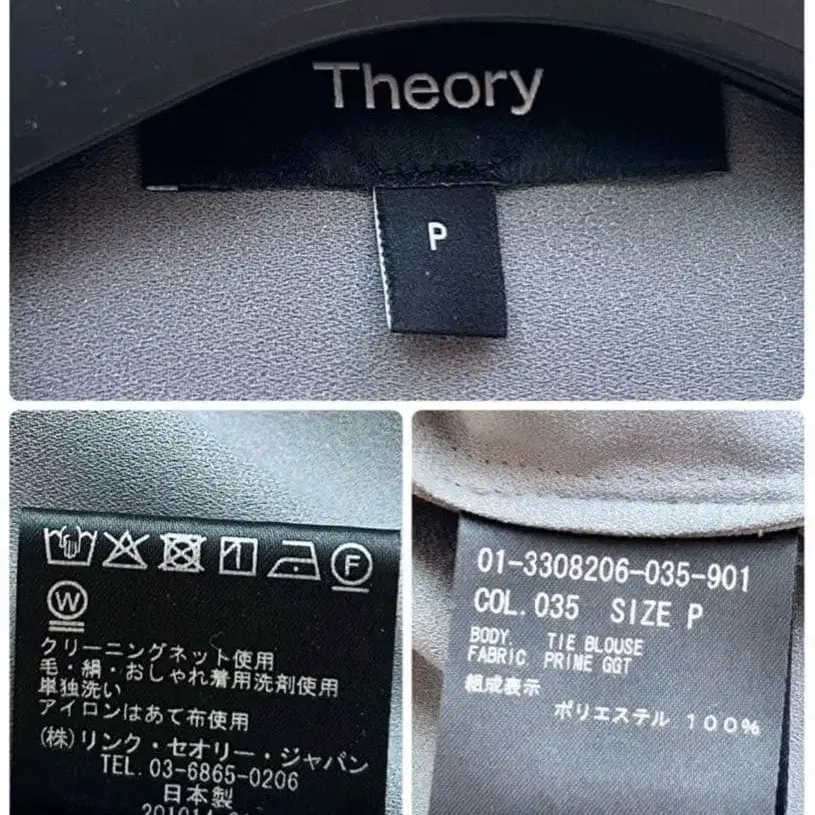 Theory
P
F
W
クリーニングネット使用
毛・絹・おしゃれ着用洗剤使用
単独洗い
アイロンはあて布使用
(株)リンク・セオリー・ジャパン
TEL. 03-6865-0206
日本製
01-3308206-035-901
COL. 035 SIZE P
BODY. TIE BLOUSE
FABRIC PRIME GGT
組成表示
ポリエステル 100%